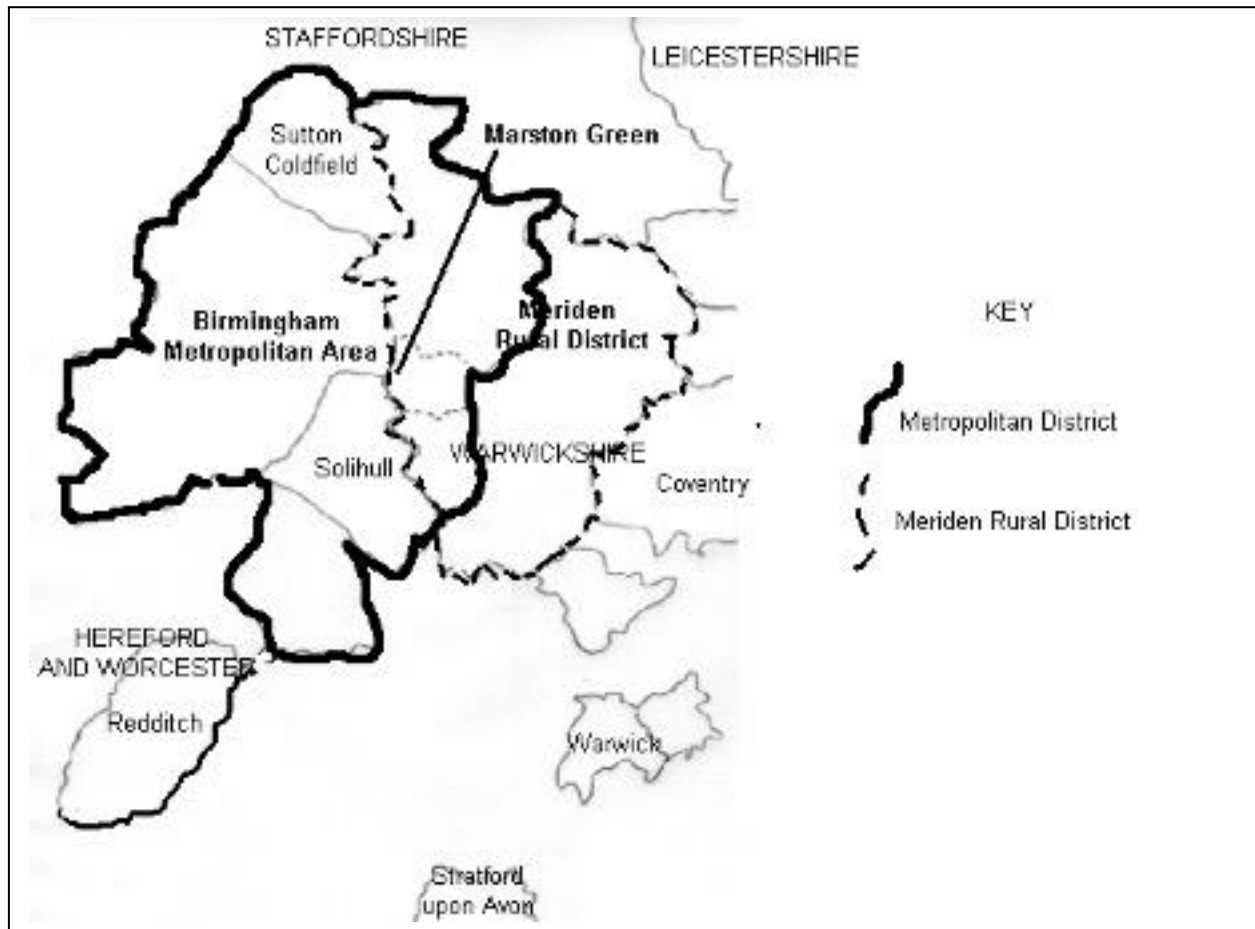 STAFFORDSHIRE
LEICESTERSHIRE
Sutton
Coldfield
Marston Green
Birmingham
Metropolitan Area
Meriden
Rural District
KEY
Metropolitan District
Solihull
WARWICKSHIRE
Coventry
Meriden Rural District
HEREFORD
AND WORCESTER
Redditch
Warwick
Stratford
upon Avon